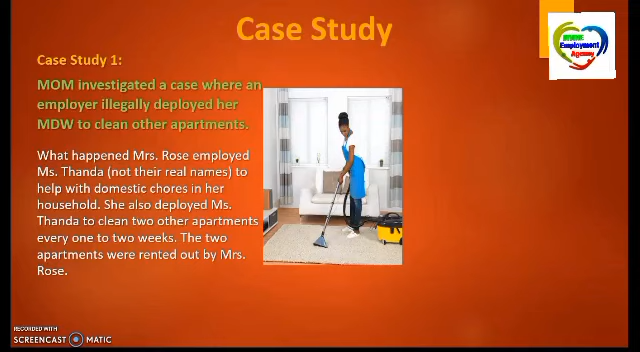 Case Study
Employment
Agency
Case Study 1:
MOM investigated a case where an
employer illegally deployed her
MDW to clean other apartments.
What happened Mrs. Rose employed
Ms. Thanda (not their real names) to
help with domestic chores in her
household. She also deployed Ms.
Thanda to clean two other apartments
every one to two weeks. The two
apartments were rented out by Mrs.
Rose.
RECORDED WITH
SCREENCAST MATIC